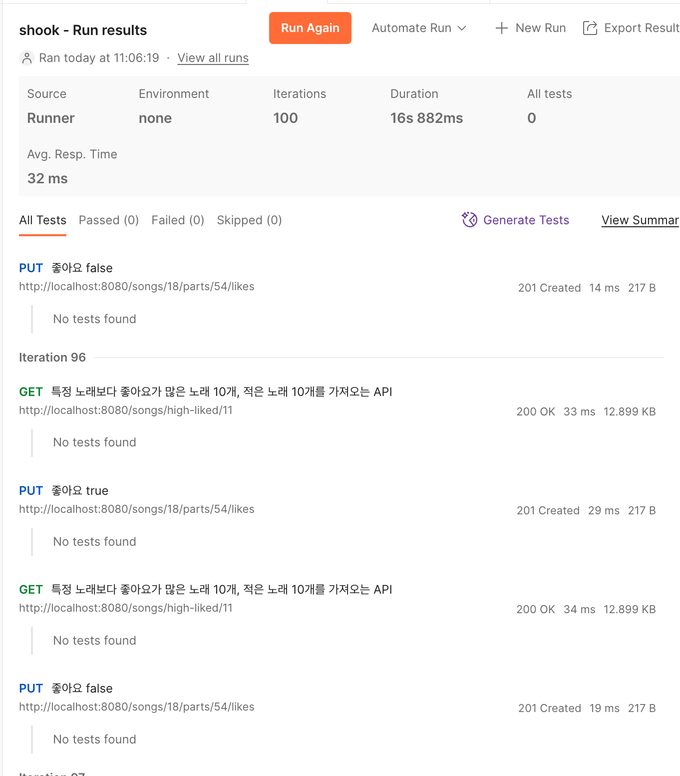 shook - Run results
Run Again
Automate Run
New Run
Export Result
Ran today at 11:06:19 · View all runs
Source Environment Iterations Duration All tests
Runner none 100 16s 882ms 0
Avg. Resp. Time
32 ms
All Tests Passed (0) Failed (0) Skipped (0) Generate Tests View Summar
PUT 좋아요 false
http://localhost:8080/songs/18/parts/54/likes 201 Created 14 ms 217 B
No tests found
Iteration 96
GET 특정 노래보다 좋아요가 많은 노래 10개, 적은 노래 10개를 가져오는 API
http://localhost:8080/songs/high-liked/11 200 OK 33 ms 12.899 KB
No tests found
PUT 좋아요 true
http://localhost:8080/songs/18/parts/54/likes 201 Created 29 ms 217 B
No tests found
GET 특정 노래보다 좋아요가 많은 노래 10개, 적은 노래 10개를 가져오는 API
http://localhost:8080/songs/high-liked/11 200 OK 34 ms 12.899 KB
No tests found
PUT 좋아요 false
http://localhost:8080/songs/18/parts/54/likes 201 Created 19 ms 217 B
No tests found
Iteration 97